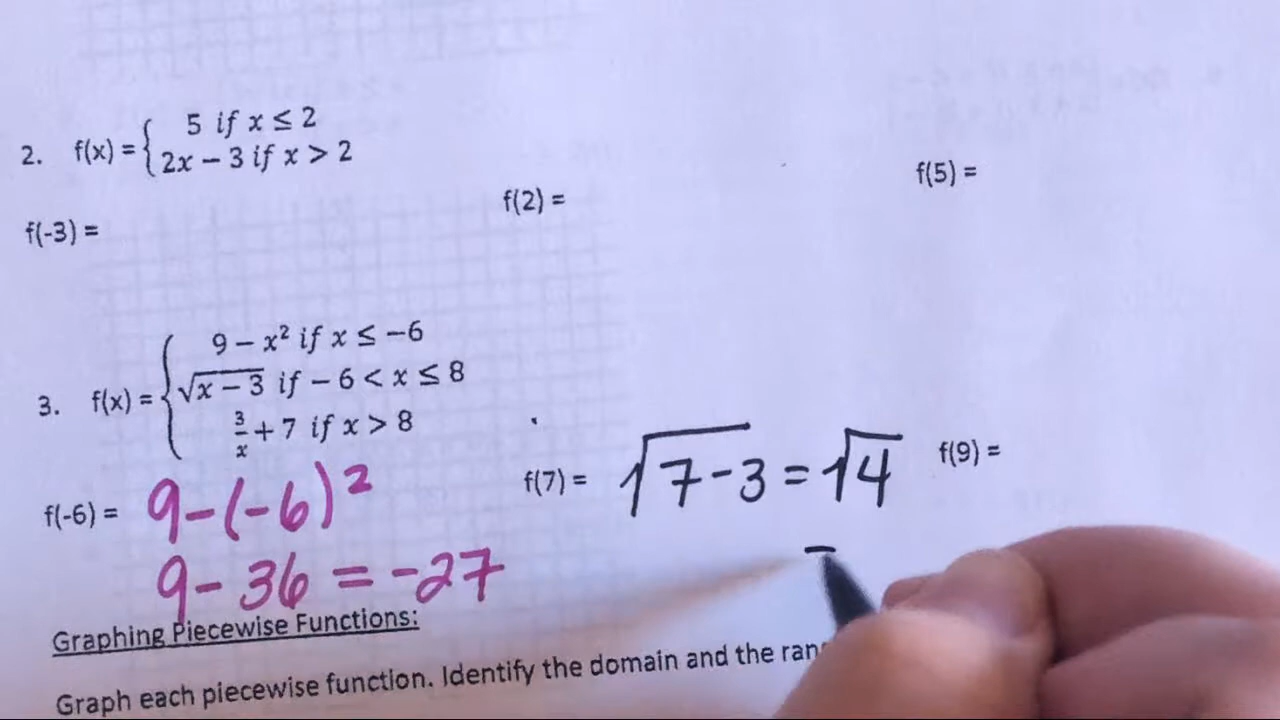 2. f(x) = { 5 if x ≤ 2
2x − 3 if x > 2
f(-3) =
f(2) =
f(5) =
3. f(x) = { 9 − x² if x ≤ −6
√x − 3 if − 6 < x ≤ 8
3/x + 7 if x > 8
f(-6) = 9-(-6)²
9-36 = -27
f(7) = √7-3 = √4
f(9) =
Graphing Piecewise Functions:
Graph each piecewise function. Identify the domain and the